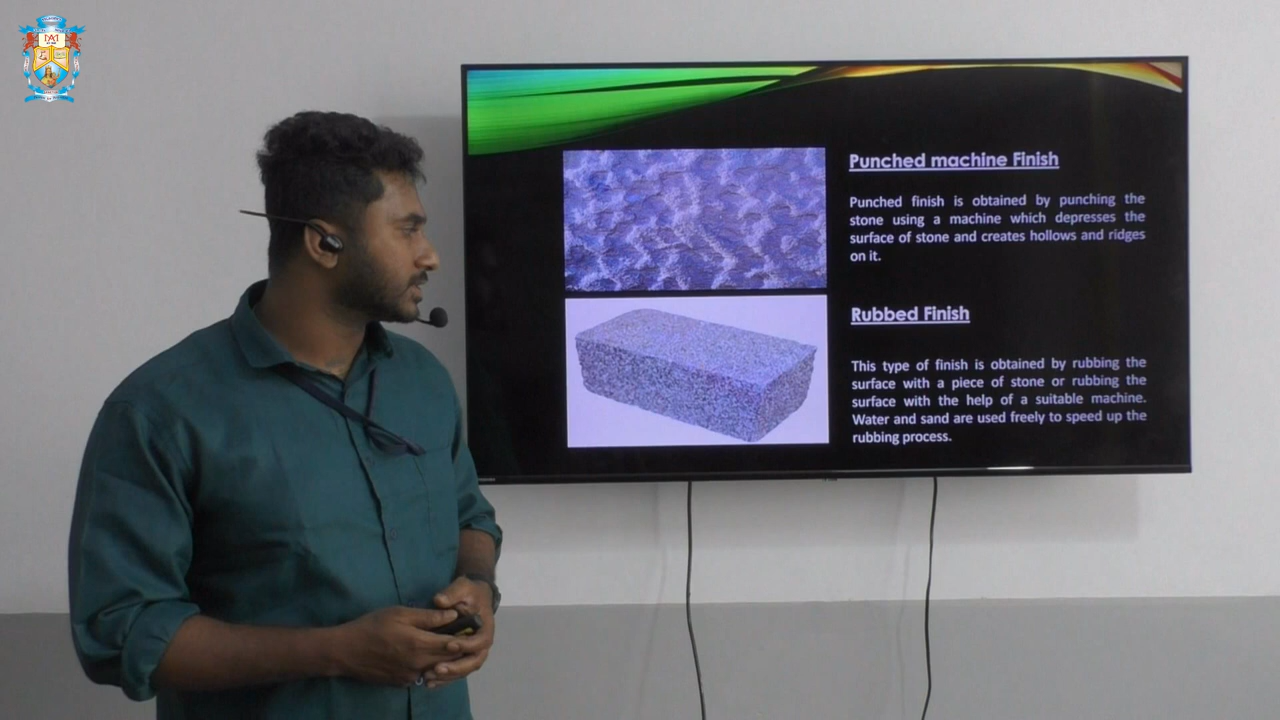 Punched machine Finish
Punched finish is obtained by punching the
stone using a machine which depresses the
surface of stone and creates hollows and ridges
on it.
Rubbed Finish
This type of finish is obtained by rubbing the
surface with a piece of stone or rubbing the
surface with the help of a suitable machine.
Water and sand are used freely to speed up the
rubbing process.